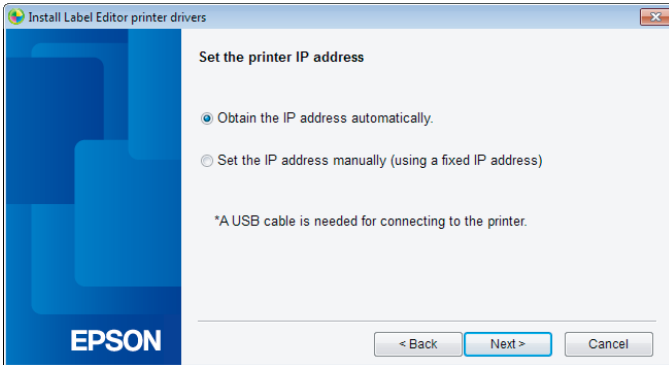 Install Label Editor printer drivers
Set the printer IP address
Obtain the IP address automatically.
Set the IP address manually (using a fixed IP address)
*A USB cable is needed for connecting to the printer.
EPSON
< Back
Next >
Cancel